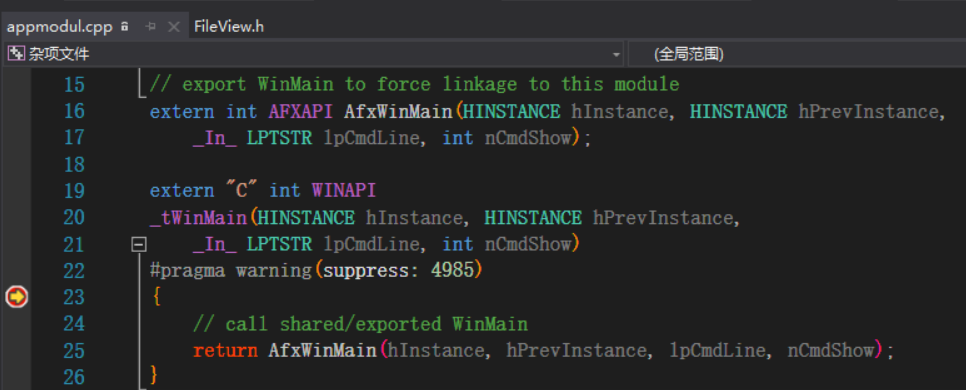 appmodul.cpp FileView.h
杂项文件 (全局范围)
15 // export WinMain to force linkage to this module
16 extern int AFXAPI AfxWinMain(HINSTANCE hInstance, HINSTANCE hPrevInstance,
17 _In_ LPTSTR lpCmdLine, int nCmdShow);
18
19 extern "C" int WINAPI
20 _tWinMain(HINSTANCE hInstance, HINSTANCE hPrevInstance,
21 _In_ LPTSTR lpCmdLine, int nCmdShow)
22 #pragma warning(suppress: 4985)
23 {
24 // call shared/exported WinMain
25 return AfxWinMain(hInstance, hPrevInstance, lpCmdLine, nCmdShow);
26 }